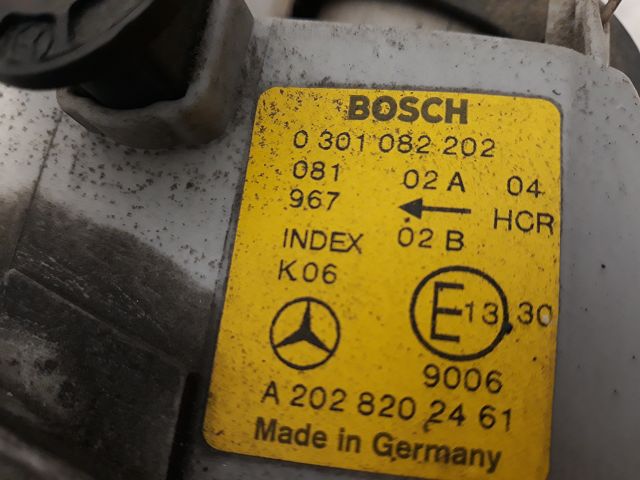 BOSCH
0 301 082 202
081 02 A 04
967 ← HCR
INDEX 02 B
K06
E 13 30
9006
A 202 820 24 61
Made in Germany